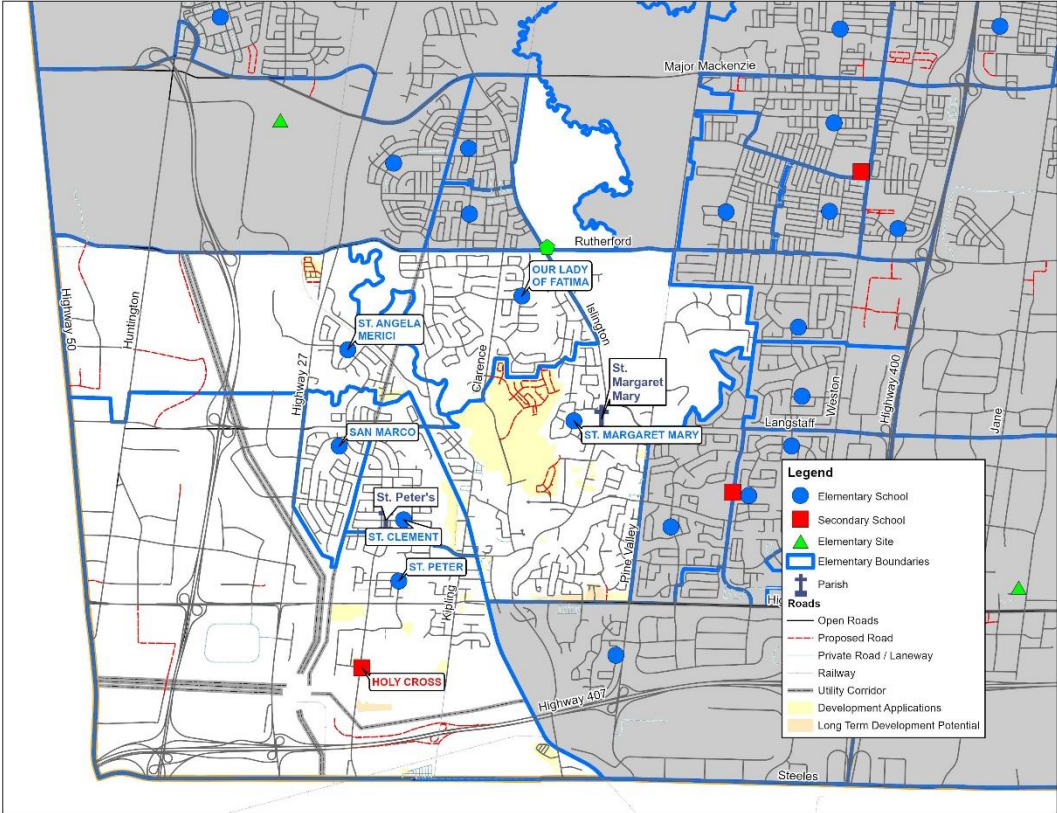 Major Mackenzie
Rutherford
OUR LADY
OF FATIMA
Islington
Highway 50
Huntington
ST. ANGELA
MERICI
Highway 27
Clarence
St.
Margaret
Mary
Weston
Highway 400
Jane
Langstaff
SAN MARCO
ST. MARGARET MARY
St. Peter's
ST. CLEMENT
ST. PETER
Kipling
Pine Valley
HOLY CROSS
Highway 407
Steeles
Legend
Elementary School
Secondary School
Elementary Site
Elementary Boundaries
Parish
Roads
Open Roads
Proposed Road
Private Road / Laneway
Railway
Utility Corridor
Development Applications
Long Term Development Potential